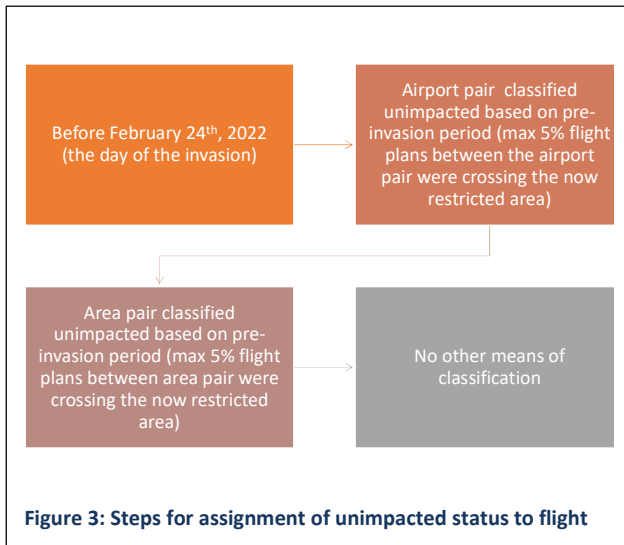 Before February 24th, 2022
(the day of the invasion)
Airport pair  classified
unimpacted based on pre-
invasion period (max 5% flight
plans between the airport
pair were crossing the now
restricted area)
Area pair classified
unimpacted based on pre-
invasion period (max 5% flight
plans between area pair were
crossing the now restricted
area)
No other means of
classification
Figure 3: Steps for assignment of unimpacted status to flight